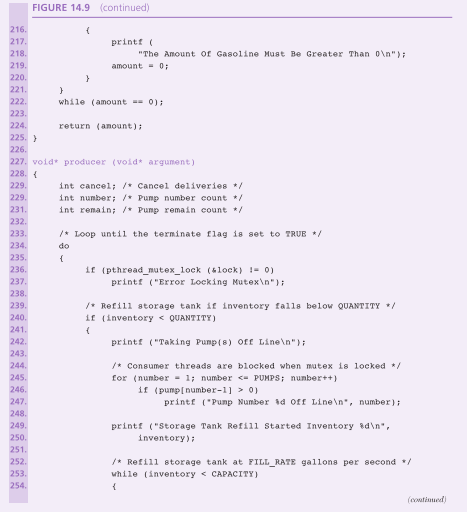 FIGURE 14.9 (continued)
216. {
217. printf (
218. "The Amount Of Gasoline Must Be Greater Than 0\n");
219. amount = 0;
220. }
221. }
222. while (amount == 0);
223.
224. return (amount);
225. }
226.
227. void* producer (void* argument)
228. {
229. int cancel; /* Cancel deliveries */
229. int number; /* Pump number count */
231. int remain; /* Pump remain count */
232.
233. /* Loop until the terminate flag is set to TRUE */
234. do
235. {
236. if (pthread_mutex_lock (&lock) != 0)
237. printf ("Error Locking Mutex\n");
238.
239. /* Refill storage tank if inventory falls below QUANTITY */
240. if (inventory < QUANTITY)
241. {
242. printf ("Taking Pump(s) Off Line\n");
243.
244. /* Consumer threads are blocked when mutex is locked */
245. for (number = 1; number <= PUMPS; number++)
246. if (pump[number-1] > 0)
247. printf ("Pump Number %d Off Line\n", number);
248.
249. printf ("Storage Tank Refill Started Inventory %d\n",
250. inventory);
251.
252. /* Refill storage tank at FILL_RATE gallons per second */
253. while (inventory < CAPACITY)
254. {
(continued)